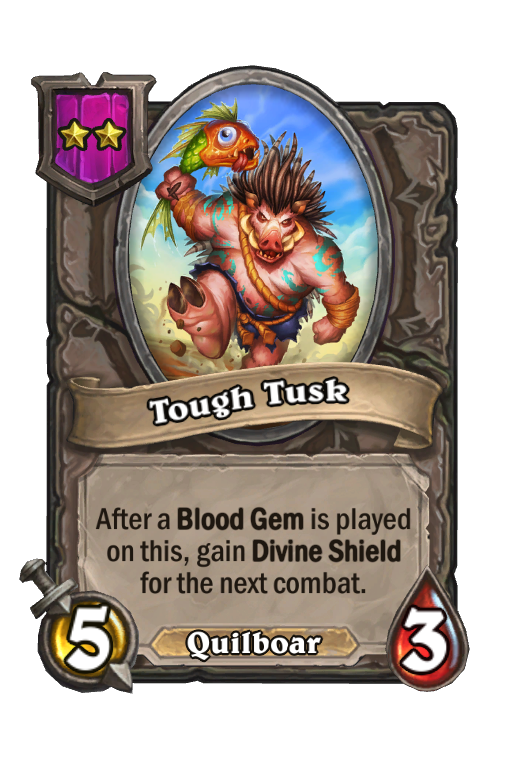 Tough Tusk
After a Blood Gem is played
on this, gain Divine Shield
for the next combat.
5
Quilboar
3